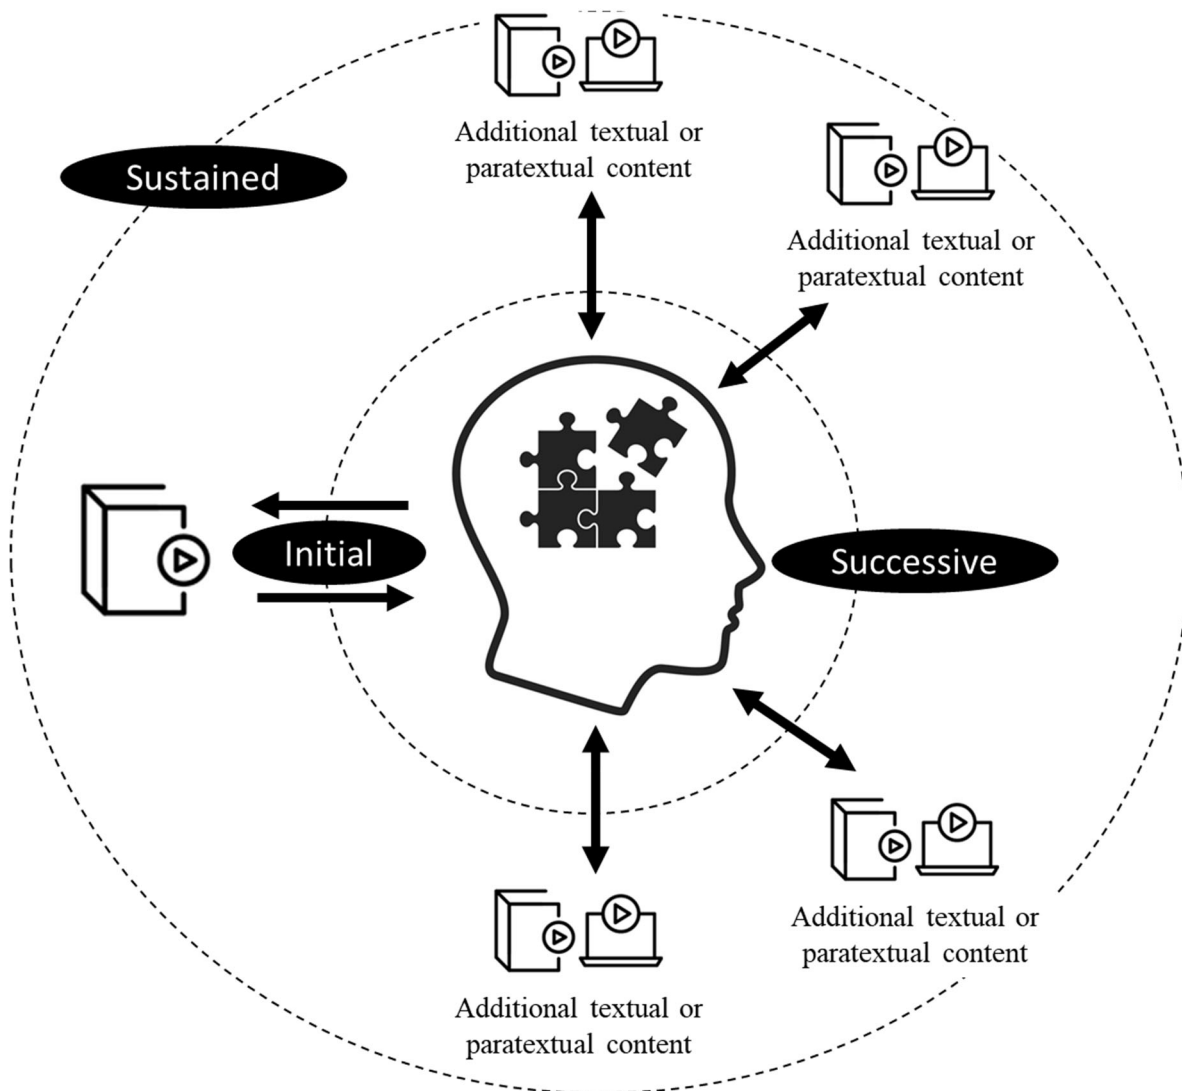 Additional textual or
paratextual content
Sustained
Additional textual or
paratextual content
Initial
Successive
Additional textual or
paratextual content
Additional textual or
paratextual content